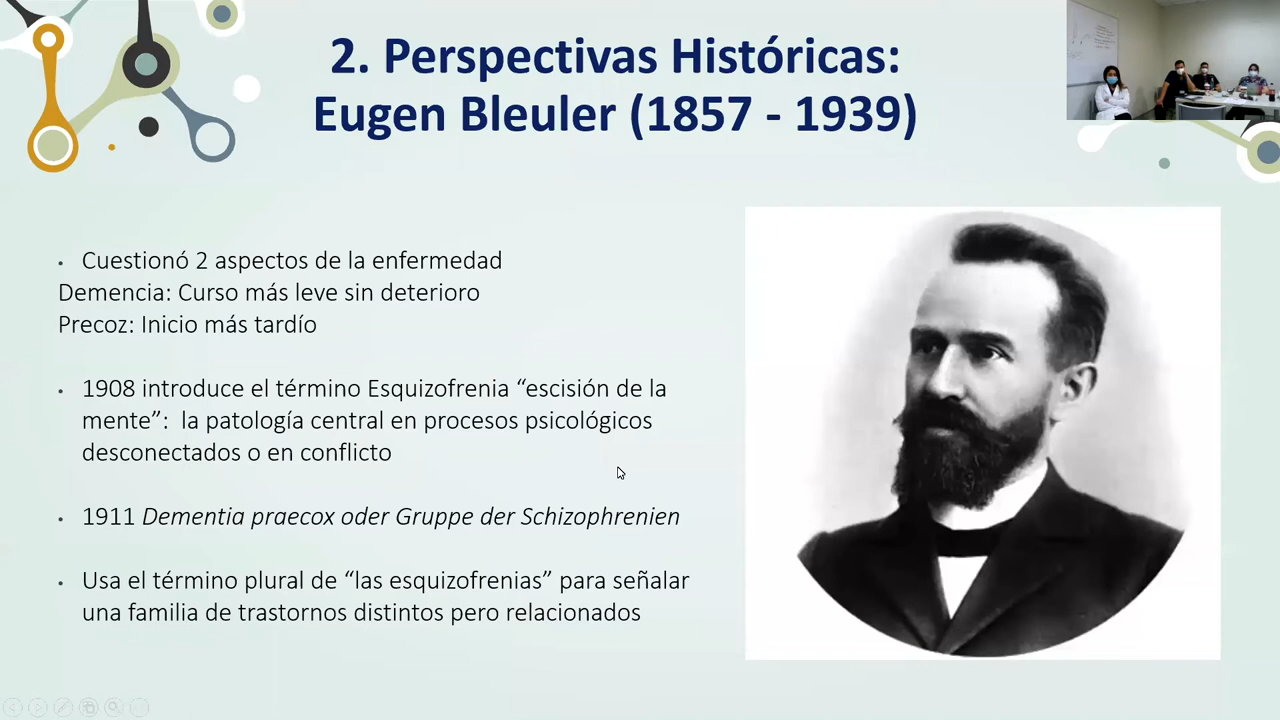 2. Perspectivas Históricas:
Eugen Bleuler (1857 - 1939)
• Cuestionó 2 aspectos de la enfermedad
Demencia: Curso más leve sin deterioro
Precoz: Inicio más tardío
• 1908 introduce el término Esquizofrenia “escisión de la
mente”:  la patología central en procesos psicológicos
desconectados o en conflicto
• 1911 Dementia praecox oder Gruppe der Schizophrenien
• Usa el término plural de “las esquizofrenias” para señalar
una familia de trastornos distintos pero relacionados